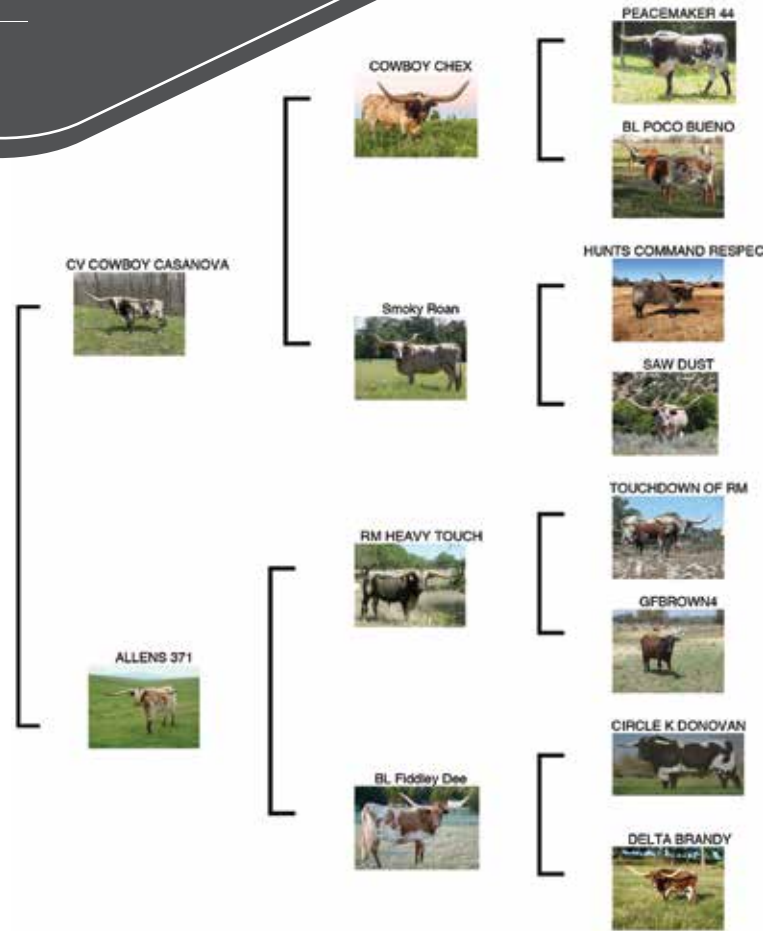 PEACEMAKER 44
COWBOY CHEX
BL POCO BUENO
CV COWBOY CASANOVA
HUNTS COMMAND RESPEC
Smoky Roan
SAW DUST
TOUCHDOWN OF RM
RM HEAVY TOUCH
GFBROWN4
ALLENS 371
CIRCLE K DONOVAN
BL Fiddley Dee
DELTA BRANDY